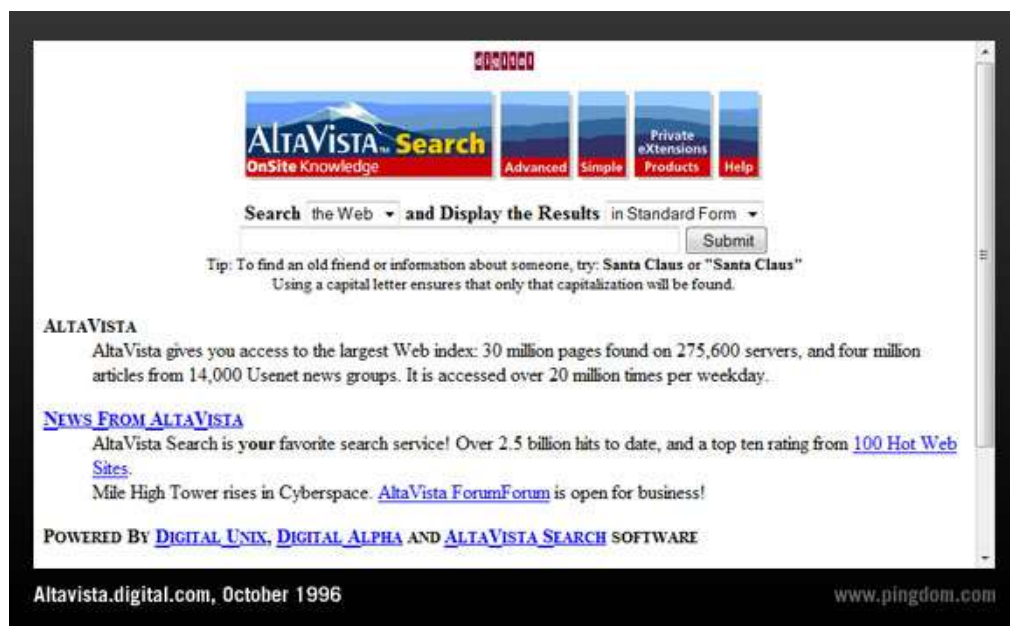 digital
ALTAVISTA™ Search
OnSite Knowledge
Advanced
Simple
Private
eXtensions
Products
Help
Search the Web and Display the Results in Standard Form
Submit
Tip: To find an old friend or information about someone, try: Santa Claus or "Santa Claus"
Using a capital letter ensures that only that capitalization will be found.
ALTAVISTA
AltaVista gives you access to the largest Web index: 30 million pages found on 275,600 servers, and four million
articles from 14,000 Usenet news groups. It is accessed over 20 million times per weekday.
NEWS FROM ALTAVISTA
AltaVista Search is your favorite search service! Over 2.5 billion hits to date, and a top ten rating from 100 Hot Web
Sites.
Mile High Tower rises in Cyberspace. AltaVista ForumForum is open for business!
POWERED BY DIGITAL UNIX, DIGITAL ALPHA AND ALTAVISTA SEARCH SOFTWARE
Altavista.digital.com, October 1996
www.pingdom.com